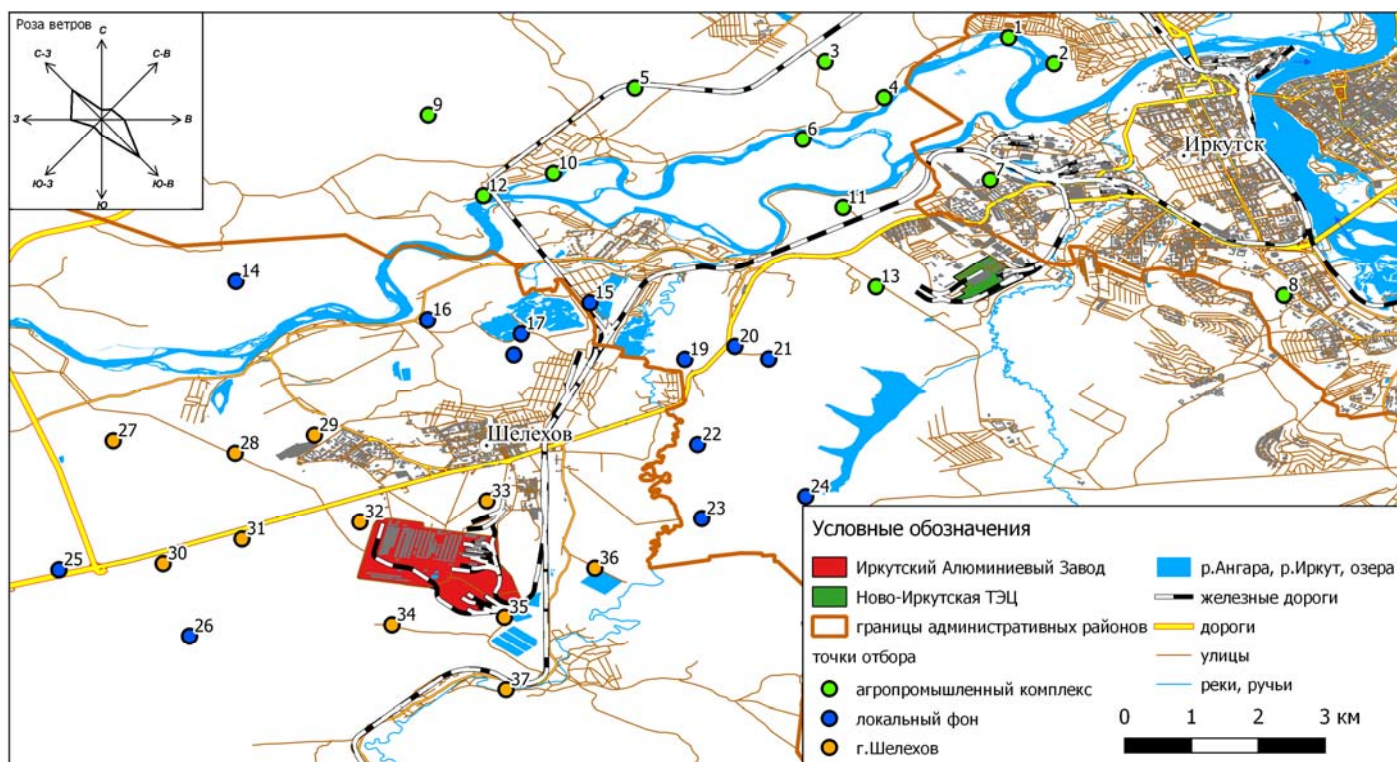 Роза ветров
С
С-З
С-В
З
В
Ю-З
Ю-В
Ю
1
2
3
4
5
6
7
Иркутск
8
9
10
11
12
13
14
15
16
17
19
20
21
22
23
24
25
26
27
28
29
Шелехов
30
31
32
33
34
35
36
37
Условные обозначения
Иркутский Алюминиевый Завод
Ново-Иркутская ТЭЦ
границы административных районов
точки отбора
агропромышленный комплекс
локальный фон
г.Шелехов
р.Ангара, р.Иркут, озера
железные дороги
дороги
улицы
реки, ручьи
0 1 2 3 км